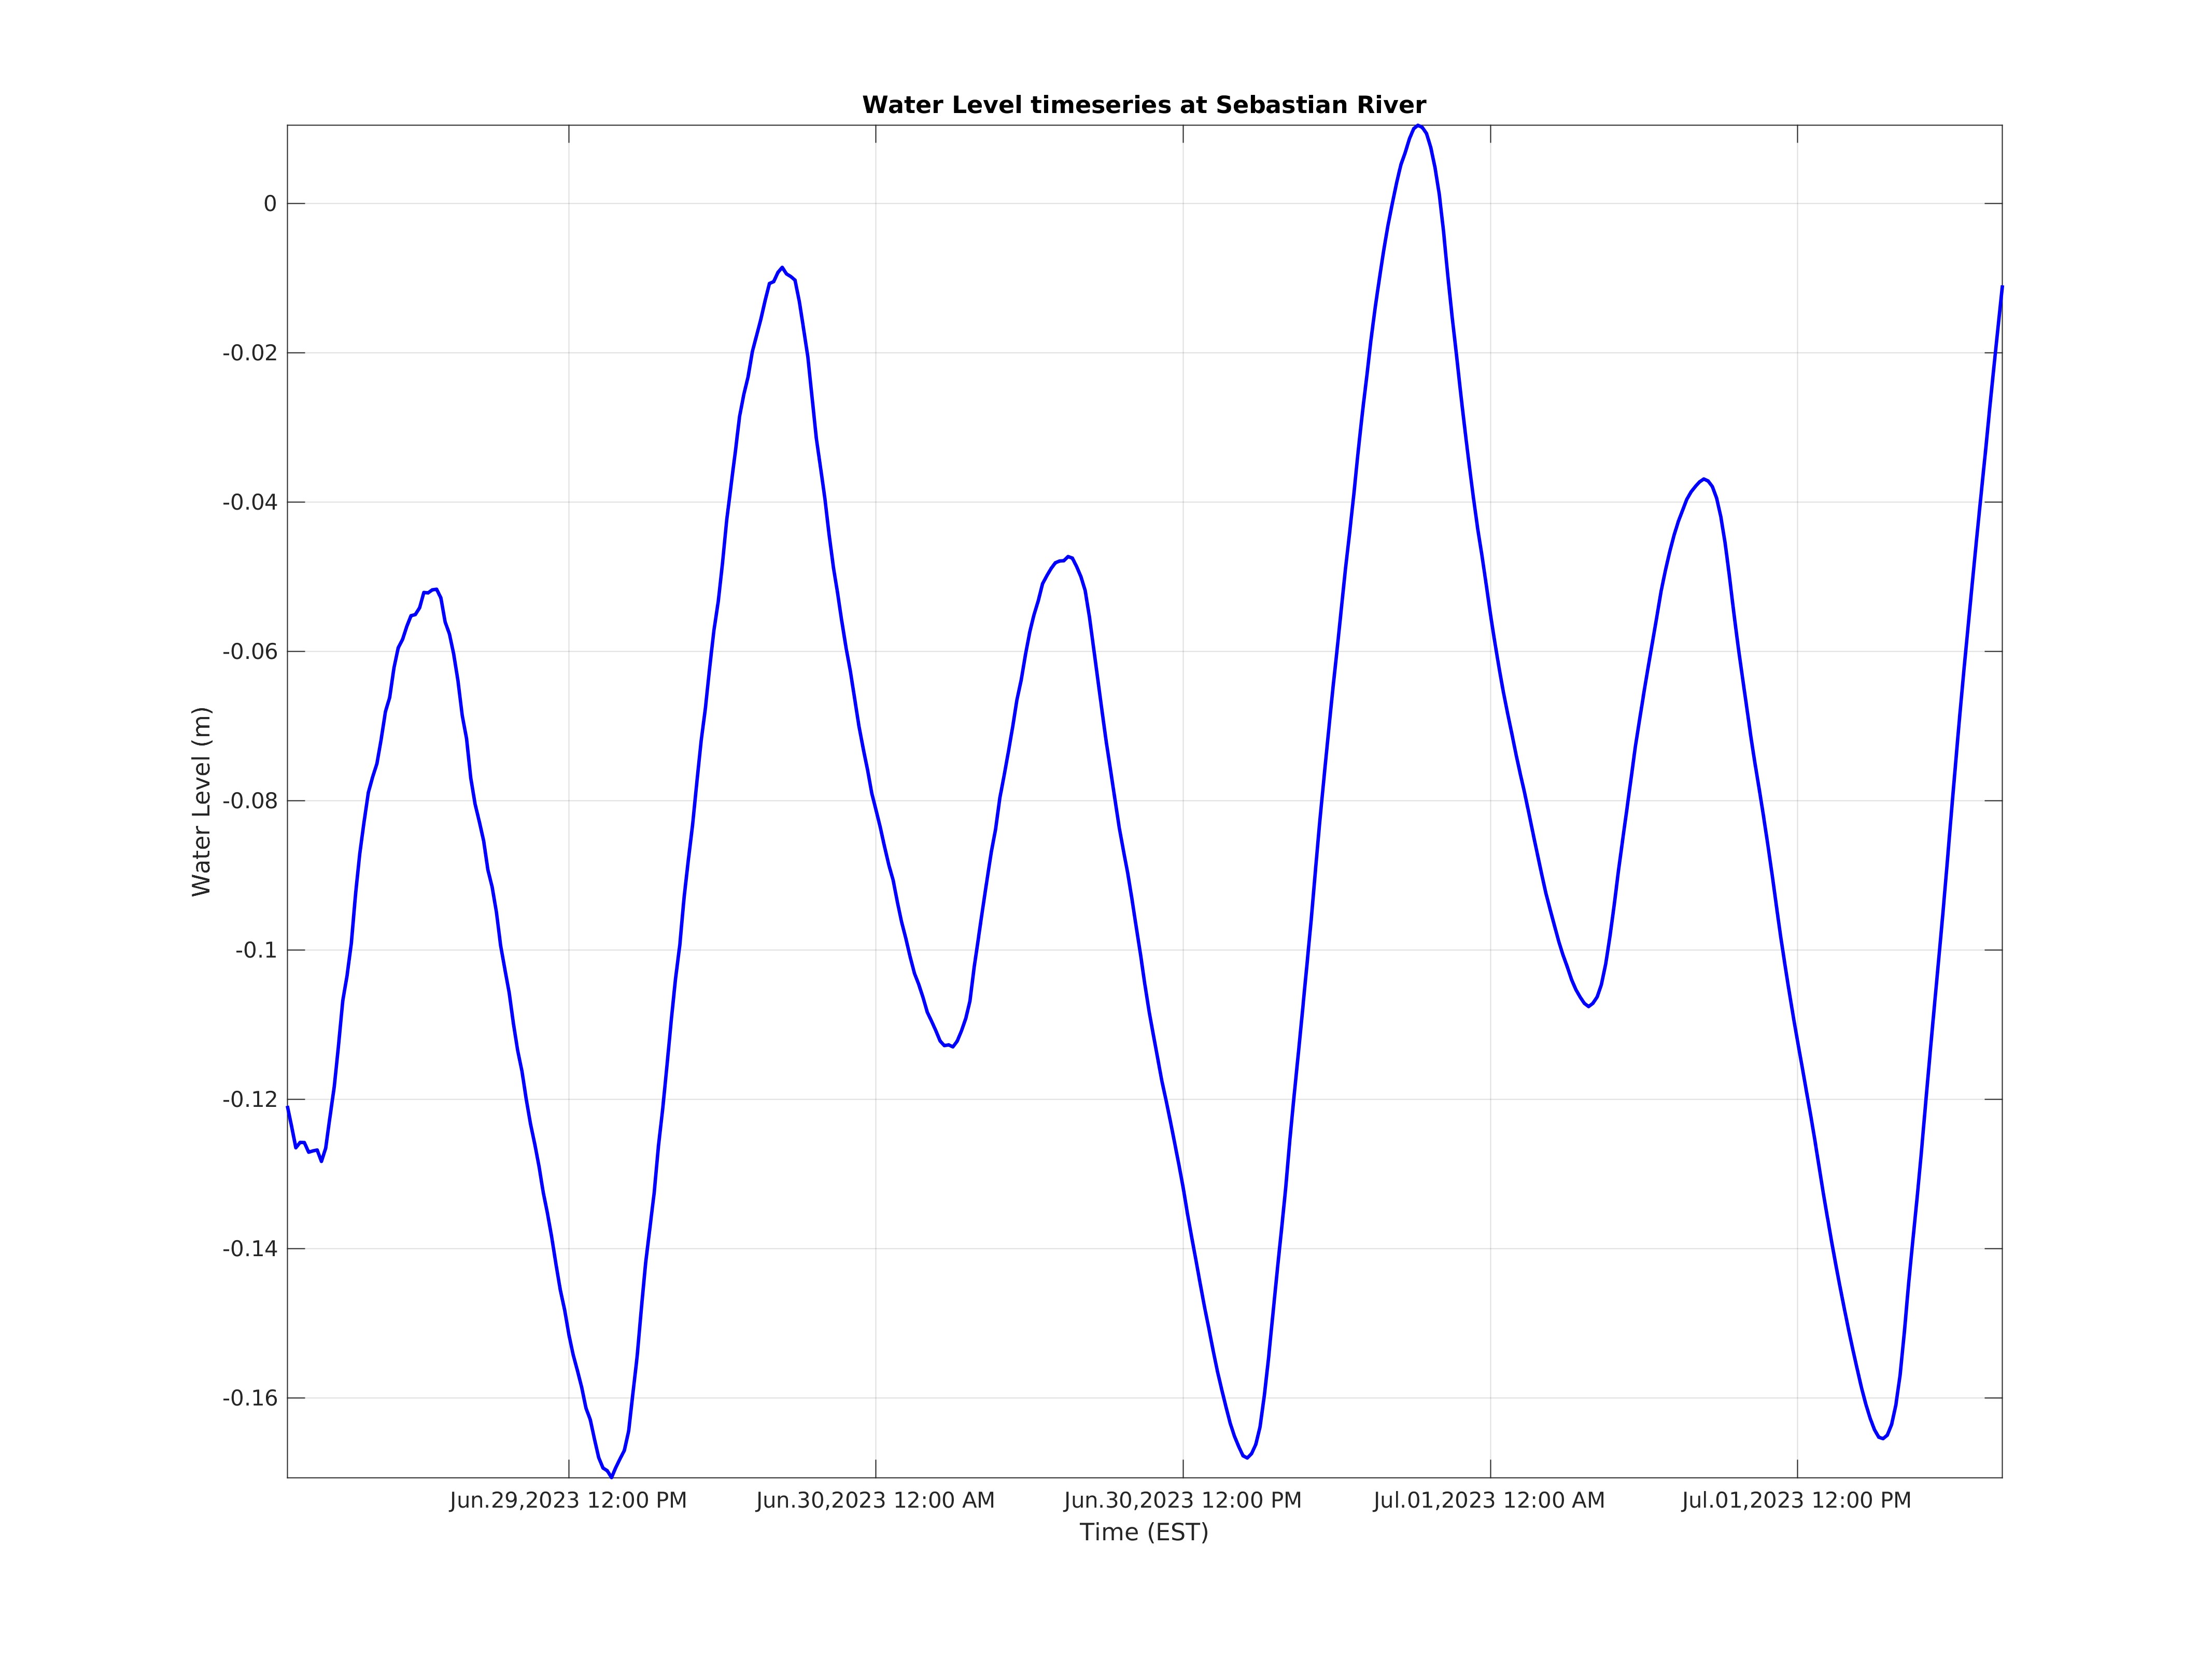 Water Level timeseries at Sebastian River
0
-0.02
-0.04
-0.06
-0.08
-0.1
-0.12
-0.14
-0.16
Water Level (m)
Jun.29,2023 12:00 PM
Jun.30,2023 12:00 AM
Jun.30,2023 12:00 PM
Jul.01,2023 12:00 AM
Jul.01,2023 12:00 PM
Time (EST)